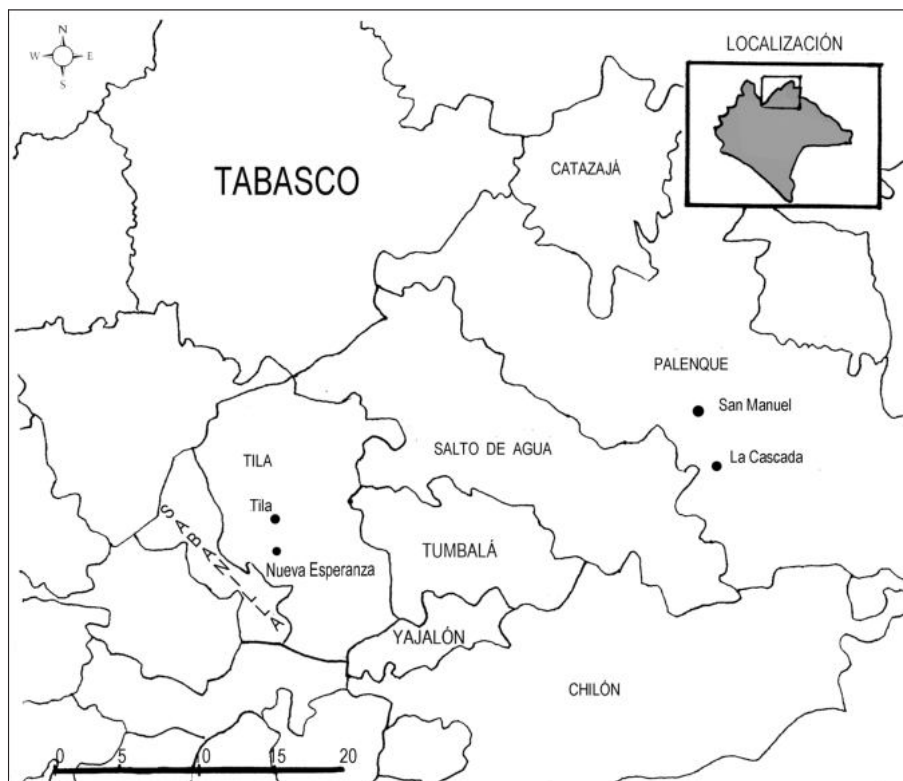 N
W E
S
LOCALIZACIÓN
TABASCO
CATAZAJÁ
PALENQUE
San Manuel
SALTO DE AGUA
La Cascada
TILA
Tila
SABANILLA
TUMBALÁ
Nueva Esperanza
YAJALÓN
CHILÓN
0 5 10 15 20